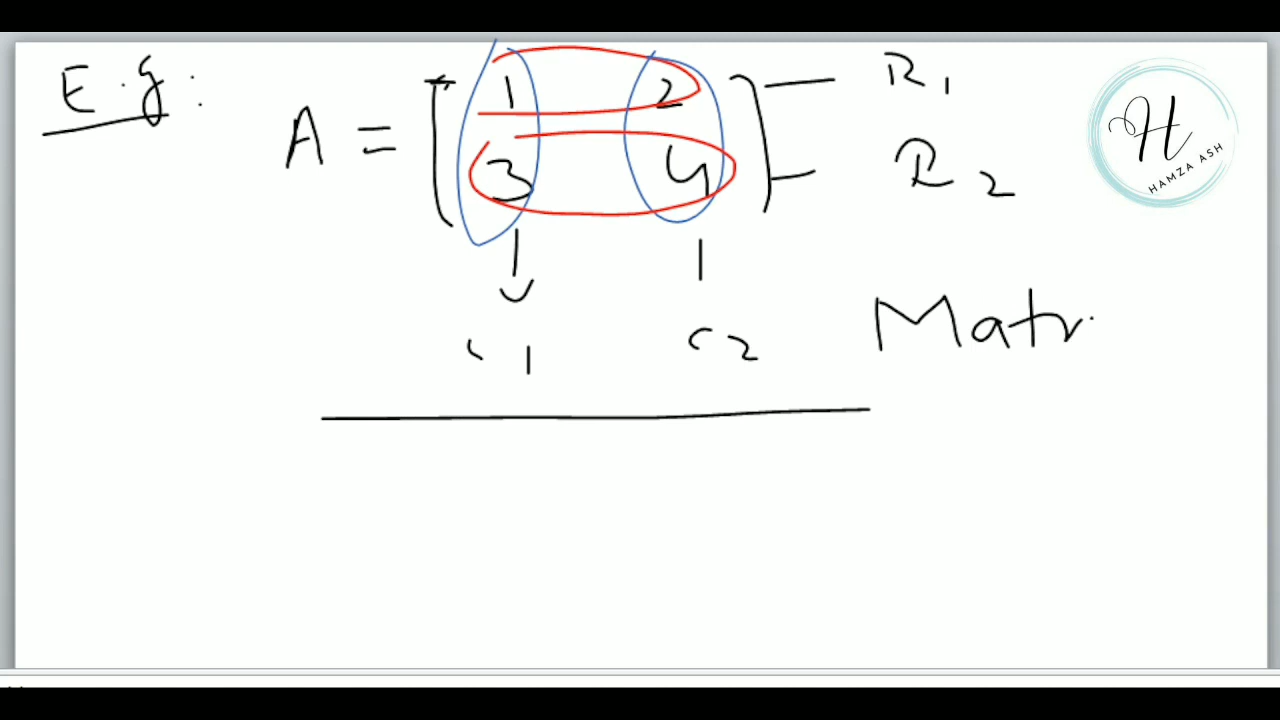 E.g:
A = [ 1 2 ] — R1
[ 3 4 ] — R2
C1 C2
Matr
H
HAMZA ASH